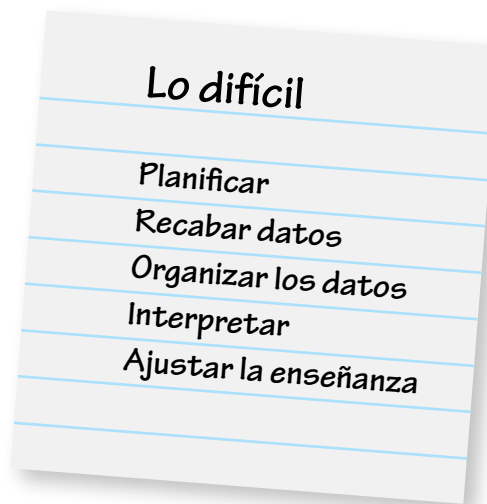 Lo difícil
Planificar
Recabar datos
Organizar los datos
Interpretar
Ajustar la enseñanza